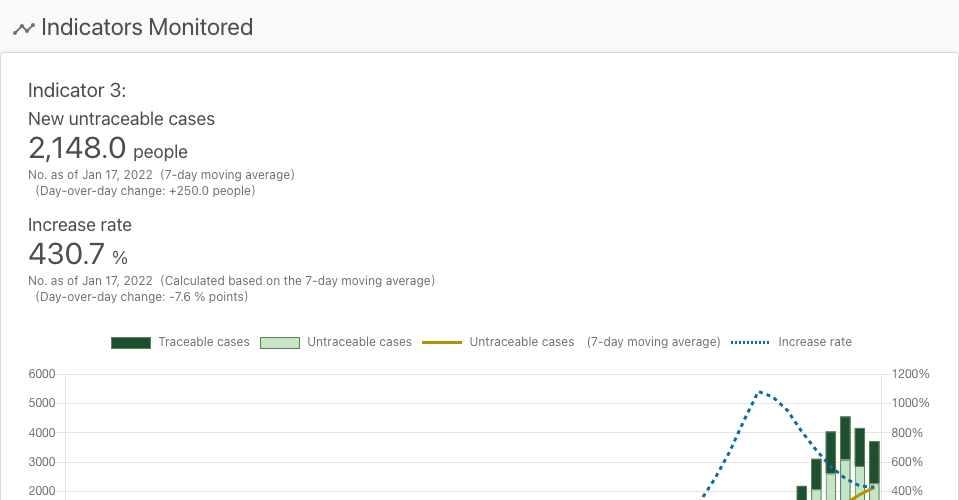 Indicators Monitored
Indicator 3:
New untraceable cases
2,148.0 people
No. as of Jan 17, 2022 (7-day moving average)
(Day-over-day change: +250.0 people)
Increase rate
430.7 %
No. as of Jan 17, 2022 (Calculated based on the 7-day moving average)
(Day-over-day change: -7.6 % points)
Traceable cases Untraceable cases Untraceable cases (7-day moving average) Increase rate
6000 1200%
5000 1000%
4000 800%
3000 600%
2000 400%